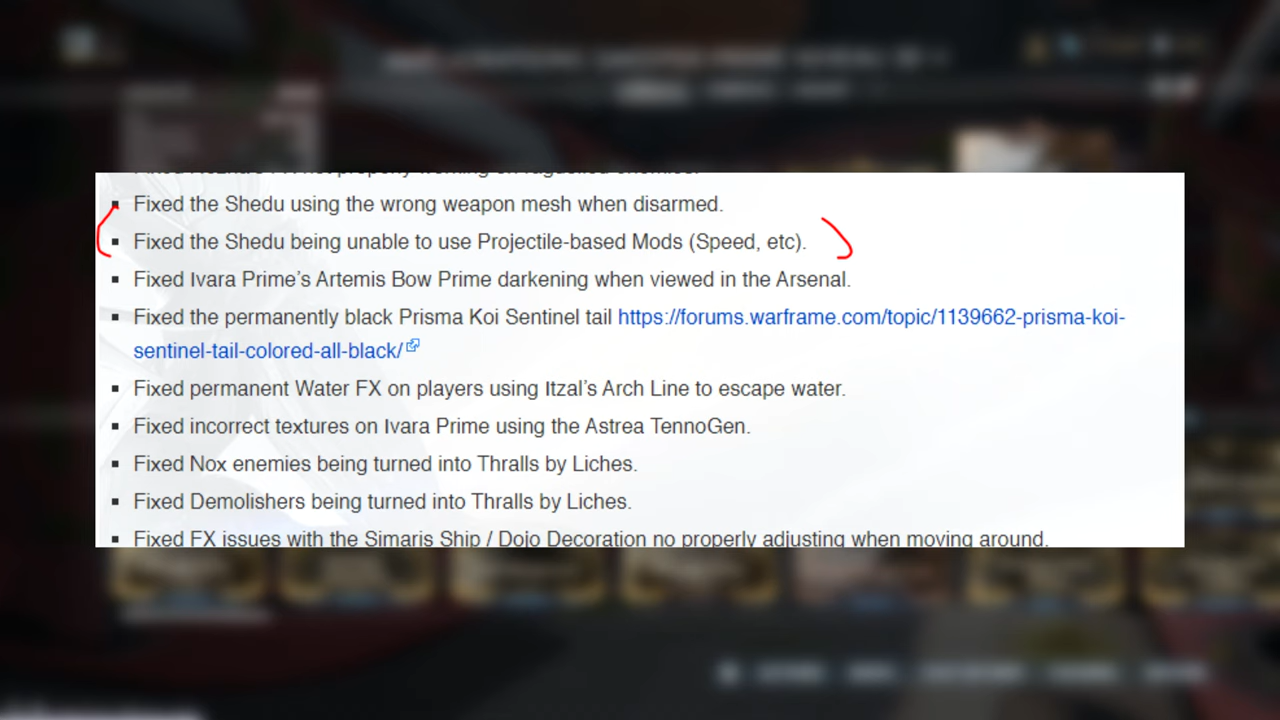 Fixed the Shedu using the wrong weapon mesh when disarmed.
Fixed the Shedu being unable to use Projectile-based Mods (Speed, etc).
Fixed Ivara Prime’s Artemis Bow Prime darkening when viewed in the Arsenal.
Fixed the permanently black Prisma Koi Sentinel tail https://forums.warframe.com/topic/1139662-prisma-koi-
sentinel-tail-colored-all-black/
Fixed permanent Water FX on players using Itzal’s Arch Line to escape water.
Fixed incorrect textures on Ivara Prime using the Astrea TennoGen.
Fixed Nox enemies being turned into Thralls by Liches.
Fixed Demolishers being turned into Thralls by Liches.
Fixed FX issues with the Simaris Ship / Dojo Decoration no properly adjusting when moving around.